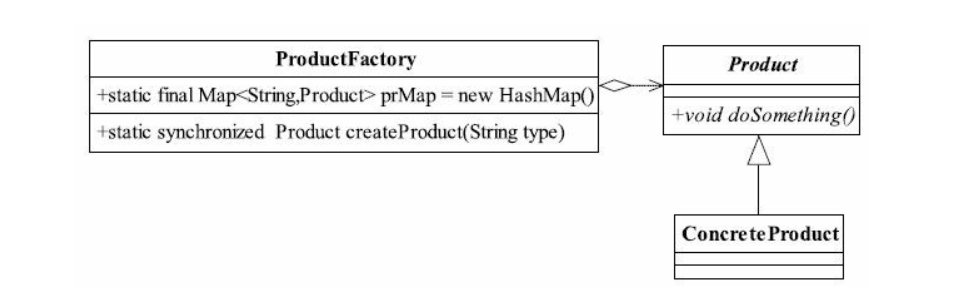 ProductFactory
+static final Map<String,Product> prMap = new HashMap()
+static synchronized Product createProduct(String type)
Product
+void doSomething()
ConcreteProduct